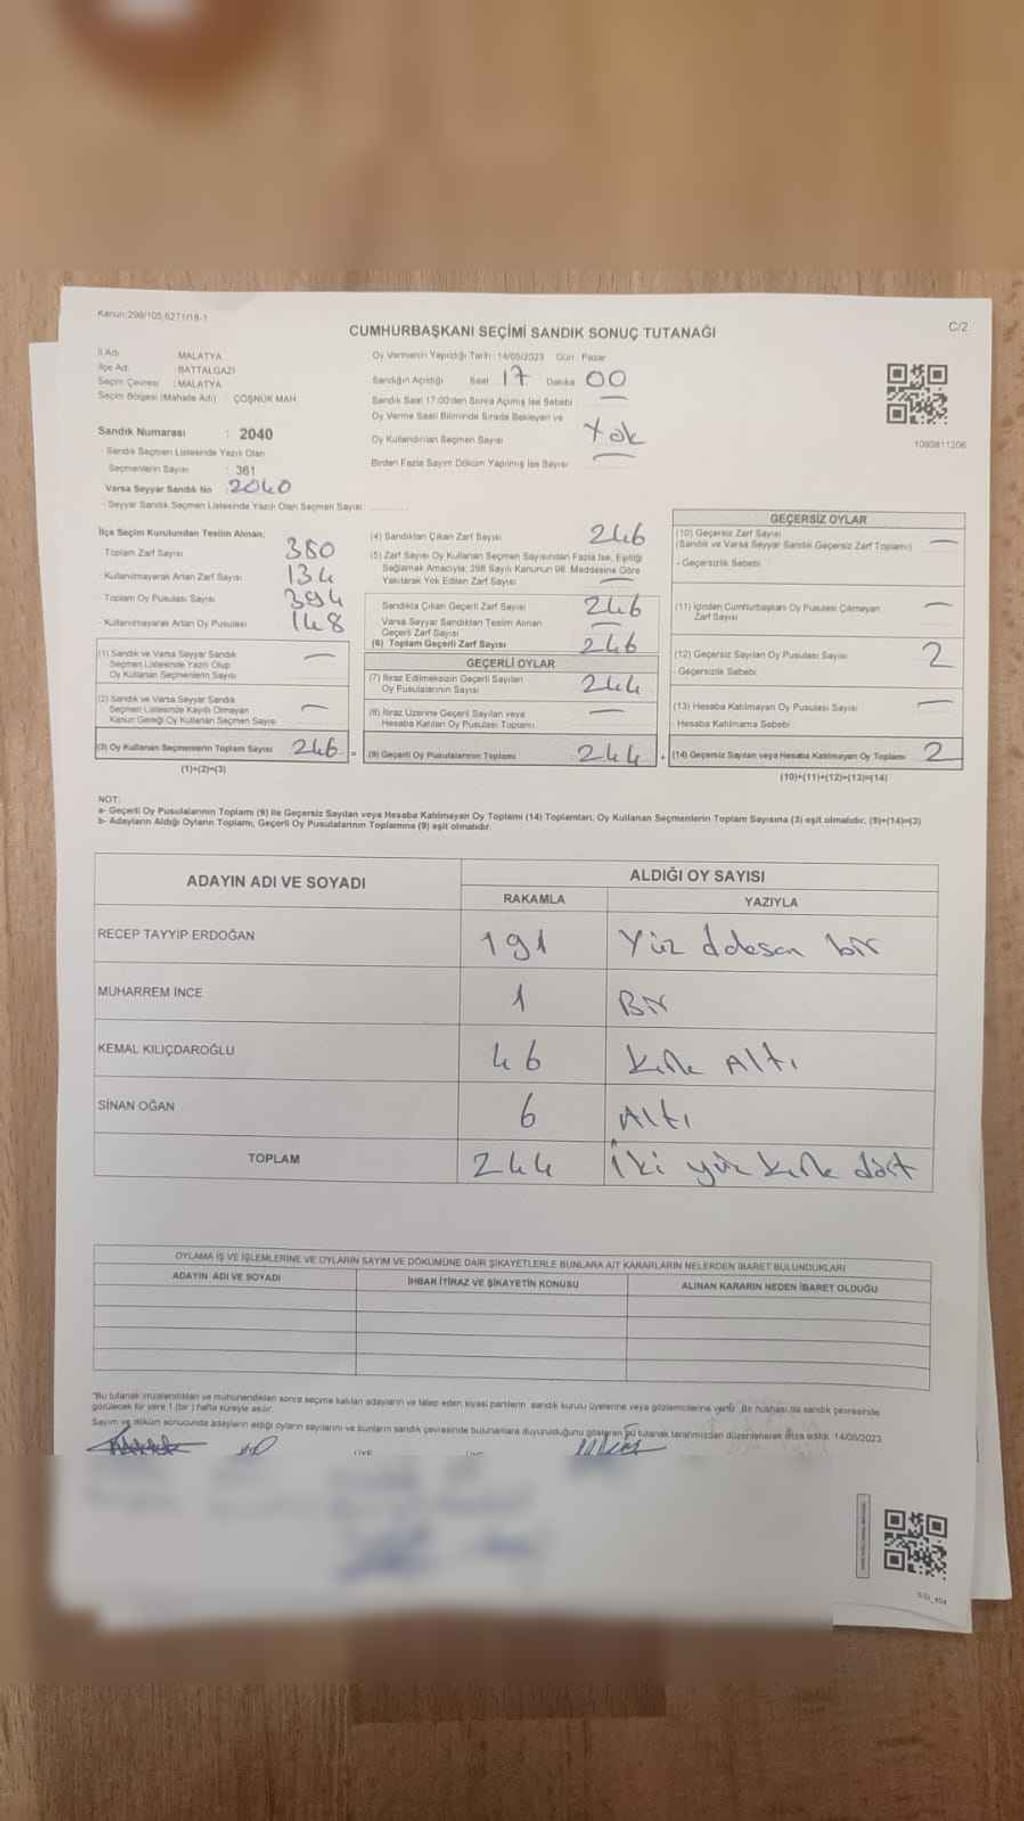 Kanun:298/105,6271/18-1
CUMHURBAŞKANI SEÇİMİ SANDIK SONUÇ TUTANAĞI
C/2
İl Adı : MALATYA
İlçe Adı : BATTALGAZİ
Seçim Çevresi : MALATYA
Seçim Bölgesi (Mahalle Adı) : ÇÖŞNÜK MAH.
Sandık Numarası : 2040
- Sandık Seçmen Listesinde Yazılı Olan
Seçmenlerin Sayısı : 361
Varsa Seyyar Sandık No : 2040
- Seyyar Sandık Seçmen Listesinde Yazılı Olan Seçmen Sayısı
Oy Vermenin Yapıldığı Tarih : 14/05/2023 Gün : Pazar
Sandığın Açıldığı Saat 17 Dakika 00
Sandık Saat 17:00'den Sonra Açılmış İse Sebebi —
Oy Verme Saati Bitiminde Sırada Bekleyen ve
Oy Kullandırılan Seçmen Sayısı Yok
Birden Fazla Sayım Döküm Yapılmış İse Sayısı —
1080811206
İlçe Seçim Kurulundan Teslim Alınan;
- Toplam Zarf Sayısı 380
- Kullanılmayarak Artan Zarf Sayısı 134
- Toplam Oy Pusulası Sayısı 394
- Kullanılmayarak Artan Oy Pusulası 148
(1) Sandık ve Varsa Seyyar Sandık
Seçmen Listesinde Yazılı Olup
Oy Kullanan Seçmenlerin Sayısı —
(2) Sandık ve Varsa Seyyar Sandık
Seçmen Listesinde Kayıtlı Olmayan
Kanun Gereği Oy Kullanan Seçmen Sayısı —
(3) Oy Kullanan Seçmenlerin Toplam Sayısı 246 =
(1)+(2)=(3)
(4) Sandıktan Çıkan Zarf Sayısı 246
(5) Zarf Sayısı Oy Kullanan Seçmen Sayısından Fazla İse, Eşitliği
Sağlamak Amacıyla, 298 Sayılı Kanunun 98. Maddesine Göre
Yakılarak Yok Edilen Zarf Sayısı —
Sandıkta Çıkan Geçerli Zarf Sayısı 246
Varsa Seyyar Sandıktan Teslim Alınan
Geçerli Zarf Sayısı —
(6) Toplam Geçerli Zarf Sayısı 246
GEÇERLİ OYLAR
(7) İtiraz Edilmeksizin Geçerli Sayılan
Oy Pusulalarının Sayısı 244
(8) İtiraz Üzerine Geçerli Sayılan veya
Hesaba Katılan Oy Pusulası Toplamı —
(9) Geçerli Oy Pusulalarının Toplamı 244 +
GEÇERSİZ OYLAR
(10) Geçersiz Zarf Sayısı
(Sandık ve Varsa Seyyar Sandık Geçersiz Zarf Toplamı) —
- Geçersizlik Sebebi
(11) İçinden Cumhurbaşkanı Oy Pusulası Çıkmayan
Zarf Sayısı —
(12) Geçersiz Sayılan Oy Pusulası Sayısı 2
- Geçersizlik Sebebi
(13) Hesaba Katılmayan Oy Pusulası Sayısı —
- Hesaba Katılmama Sebebi
(14) Geçersiz Sayılan veya Hesaba Katılmayan Oy Toplamı 2
(10)+(11)+(12)+(13)=(14)
NOT:
a- Geçerli Oy Pusulalarının Toplamı (9) ile Geçersiz Sayılan veya Hesaba Katılmayan Oy Toplamı (14) Toplamları, Oy Kullanan Seçmenlerin Toplam Sayısına (3) eşit olmalıdır. (9)+(14)=(3)
b- Adayların Aldığı Oyların Toplamı, Geçerli Oy Pusulalarının Toplamına (9) eşit olmalıdır.
ADAYIN ADI VE SOYADI
ALDIĞI OY SAYISI
RAKAMLA YAZIYLA
RECEP TAYYİP ERDOĞAN 191 Yüz ddoksan bir
MUHARREM İNCE 1 Bir
KEMAL KILIÇDAROĞLU 46 Kırk Altı
SİNAN OĞAN 6 Altı
TOPLAM 244 İki yüz kırk dört
OYLAMA İŞ VE İŞLEMLERİNE VE OYLARIN SAYIM VE DÖKÜMÜNE DAİR ŞİKAYETLERLE BUNLARA AİT KARARLARIN NELERDEN İBARET BULUNDUKLARI
ADAYIN ADI VE SOYADI İHBAR İTİRAZ VE ŞİKAYETİN KONUSU ALINAN KARARIN NEDEN İBARET OLDUĞU
"Bu tutanak imzalandıktan ve mühürlendikten sonra seçime katılan adayların ve talep eden siyasi partilerin sandık kurulu üyelerine veya gözlemcilerine verilir. Bir nüshası da sandık çevresinde
görülecek bir yere 1 (bir) hafta süreyle asılır.
Sayım ve döküm sonucunda adayların aldığı oyların sayılarını ve bunların sandık çevresinde bulunanlara duyurulduğunu gösteren bu tutanak tarafımızdan düzenlenerek imza edildi. 14/05/2023